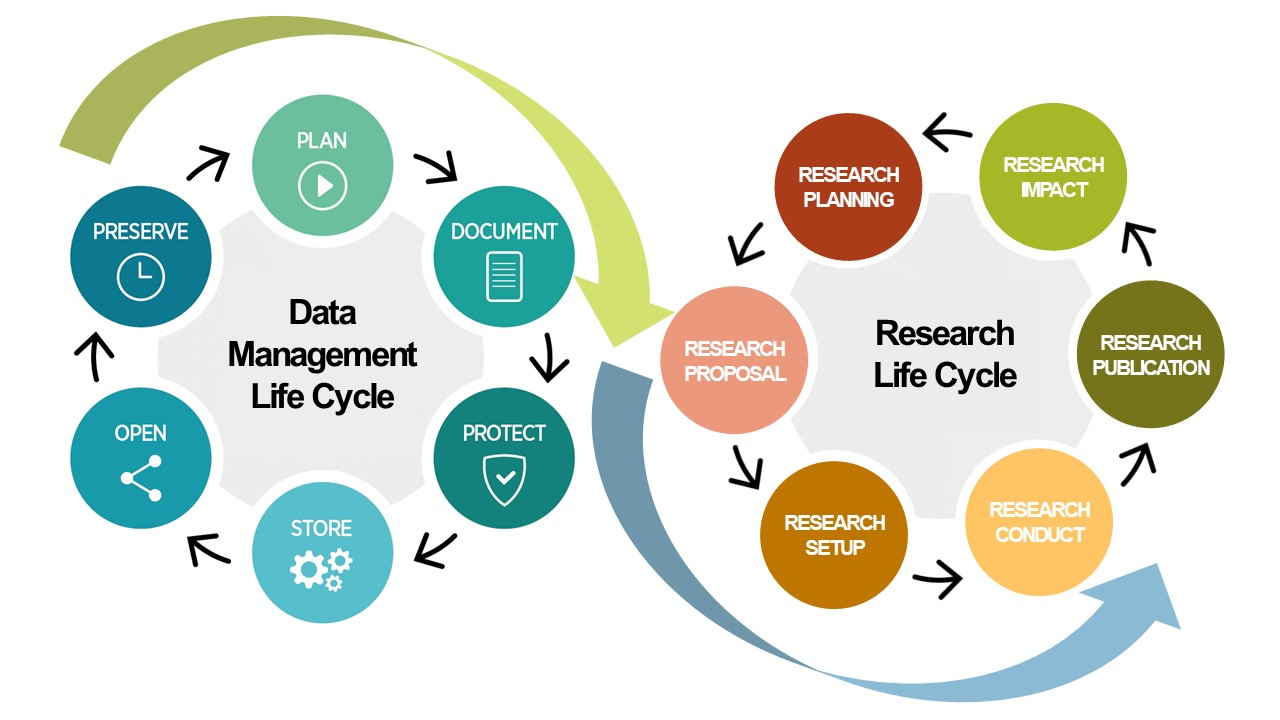 PLAN
DOCUMENT
PROTECT
STORE
OPEN
PRESERVE
Data
Management
Life Cycle
RESEARCH
PLANNING
RESEARCH
PROPOSAL
RESEARCH
SETUP
RESEARCH
CONDUCT
RESEARCH
PUBLICATION
RESEARCH
IMPACT
Research
Life Cycle